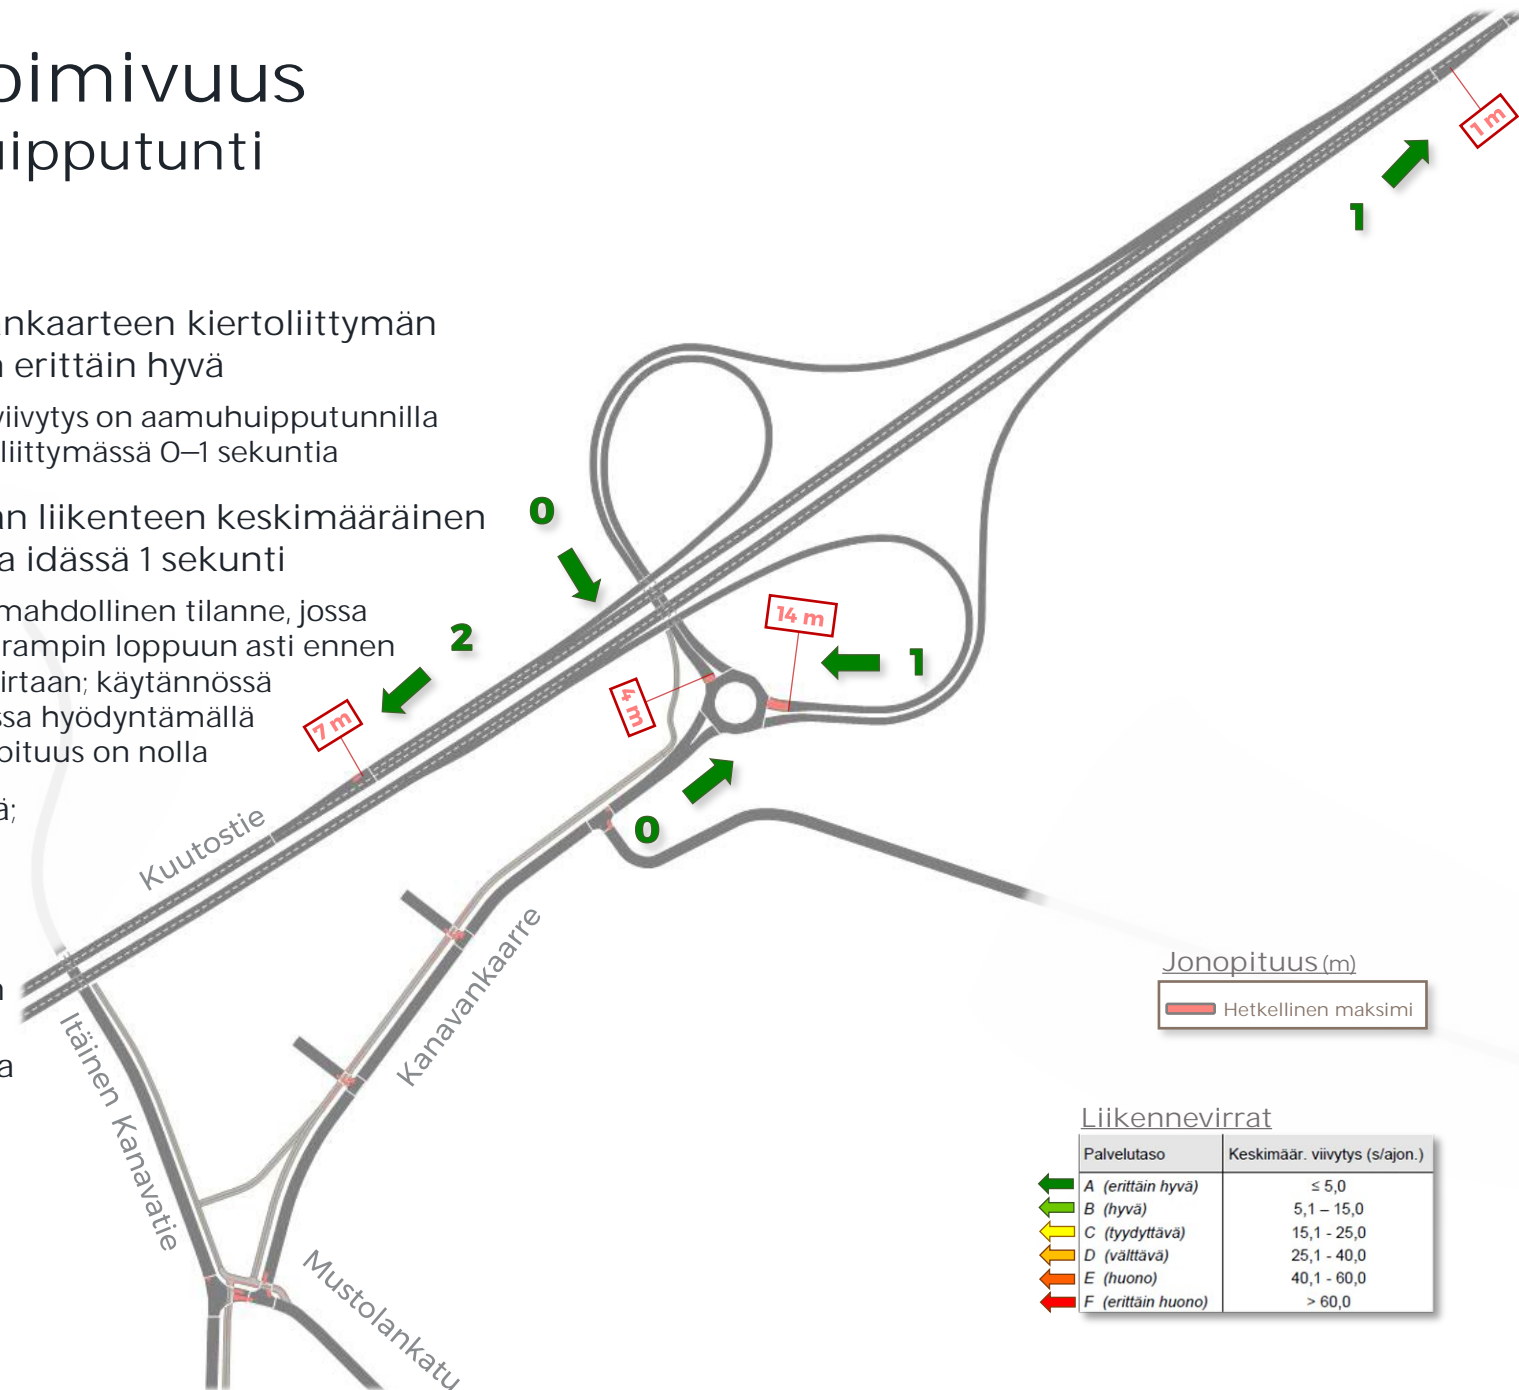 oimivuus
uipputunti
ankaarteen kiertoliittymän
n erittäin hyvä
viivytys on aamuhuipputunnilla
liittymässä 0–1 sekuntia
an liikenteen keskimääräinen
a idässä 1 sekunti
mahdollinen tilanne, jossa
rampin loppuun asti ennen
irtaan; käytännössä
ssa hyödyntämällä
pituus on nolla
ä;
n
a
1 m
1
0
2
14 m
1
4 m
7 m
0
Kuutostie
Kanavankaarre
Itäinen Kanavatie
Mustolankatu
Jonopituus (m)
Hetkellinen maksimi
Liikennevirrat
Palvelutaso Keskimäär. viivytys (s/ajon.)
A (erittäin hyvä) ≤ 5,0
B (hyvä) 5,1 – 15,0
C (tyydyttävä) 15,1 - 25,0
D (välttävä) 25,1 - 40,0
E (huono) 40,1 - 60,0
F (erittäin huono) > 60,0